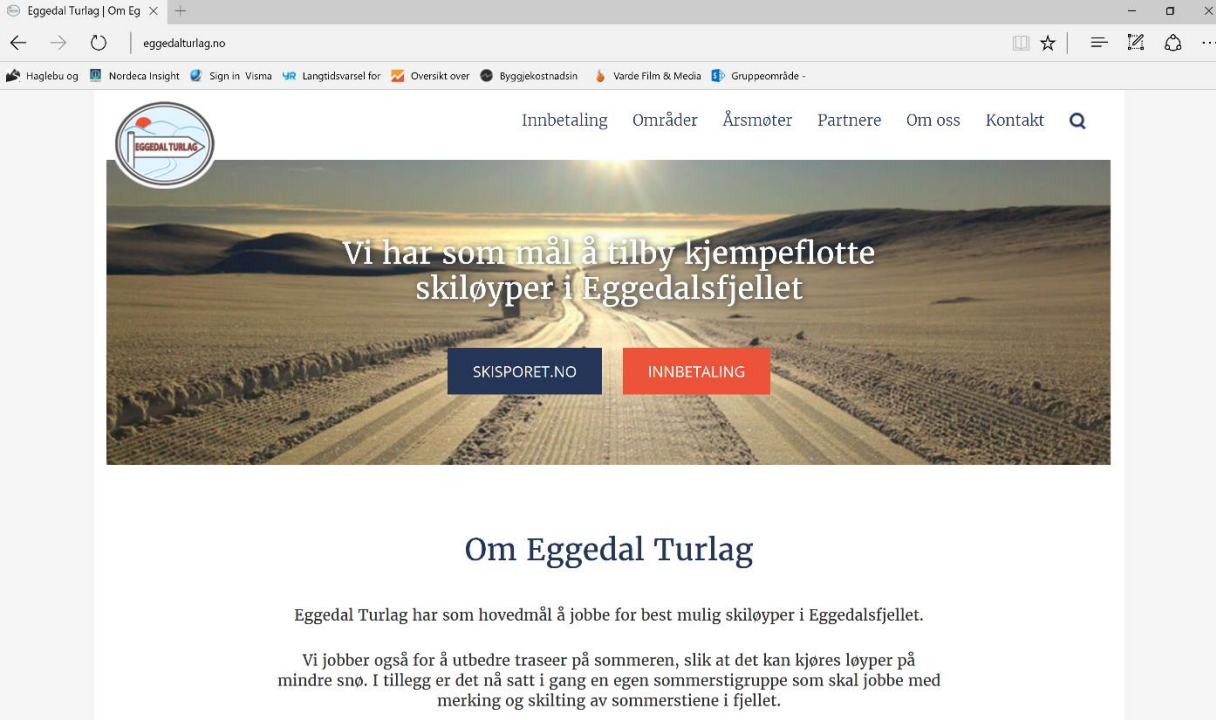 Eggedal Turlag | Om Eg
eggedalturlag.no
Haglebu og Nordeca Insight Sign in Visma YR Langtidsvarsel for Oversikt over Byggjekostnadsin Varde Film & Media Gruppeområde -
EGGEDAL TURLAG
Innbetaling Områder Årsmøter Partnere Om oss Kontakt
Vi har som mål å tilby kjempeflotte
skiløyper i Eggedalsfjellet
SKISPORET.NO INNBETALING
Om Eggedal Turlag
Eggedal Turlag har som hovedmål å jobbe for best mulig skiløyper i Eggedalsfjellet.
Vi jobber også for å utbedre traseer på sommeren, slik at det kan kjøres løyper på
mindre snø. I tillegg er det nå satt i gang en egen sommerstigruppe som skal jobbe med
merking og skilting av sommerstiene i fjellet.